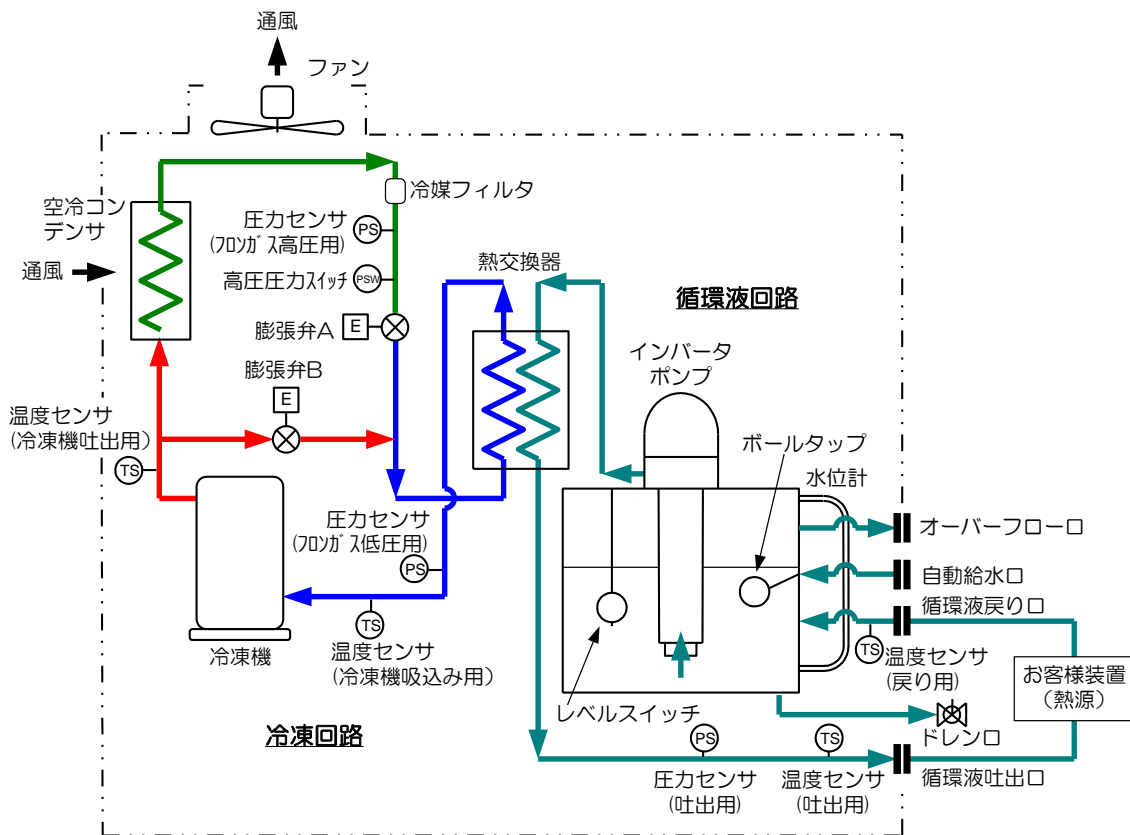 通風
ファン
空冷コン
デンサ
通風
冷媒フィルタ
圧力センサ
(フロンガス高圧用)
PS
高圧圧力スイッチ
PSW
熱交換器
循環液回路
膨張弁A
E
膨張弁B
E
インバータ
ポンプ
温度センサ
(冷凍機吐出用)
TS
ボールタップ
水位計
圧力センサ
(フロンガス低圧用)
PS
オーバーフロー口
自動給水口
循環液戻り口
TS
冷凍機
温度センサ
(冷凍機吸込み用)
TS
温度センサ
(戻り用)
お客様装置
(熱源)
レベルスイッチ
冷凍回路
ドレン口
PS
TS
圧力センサ
(吐出用)
温度センサ
(吐出用)
循環液吐出口